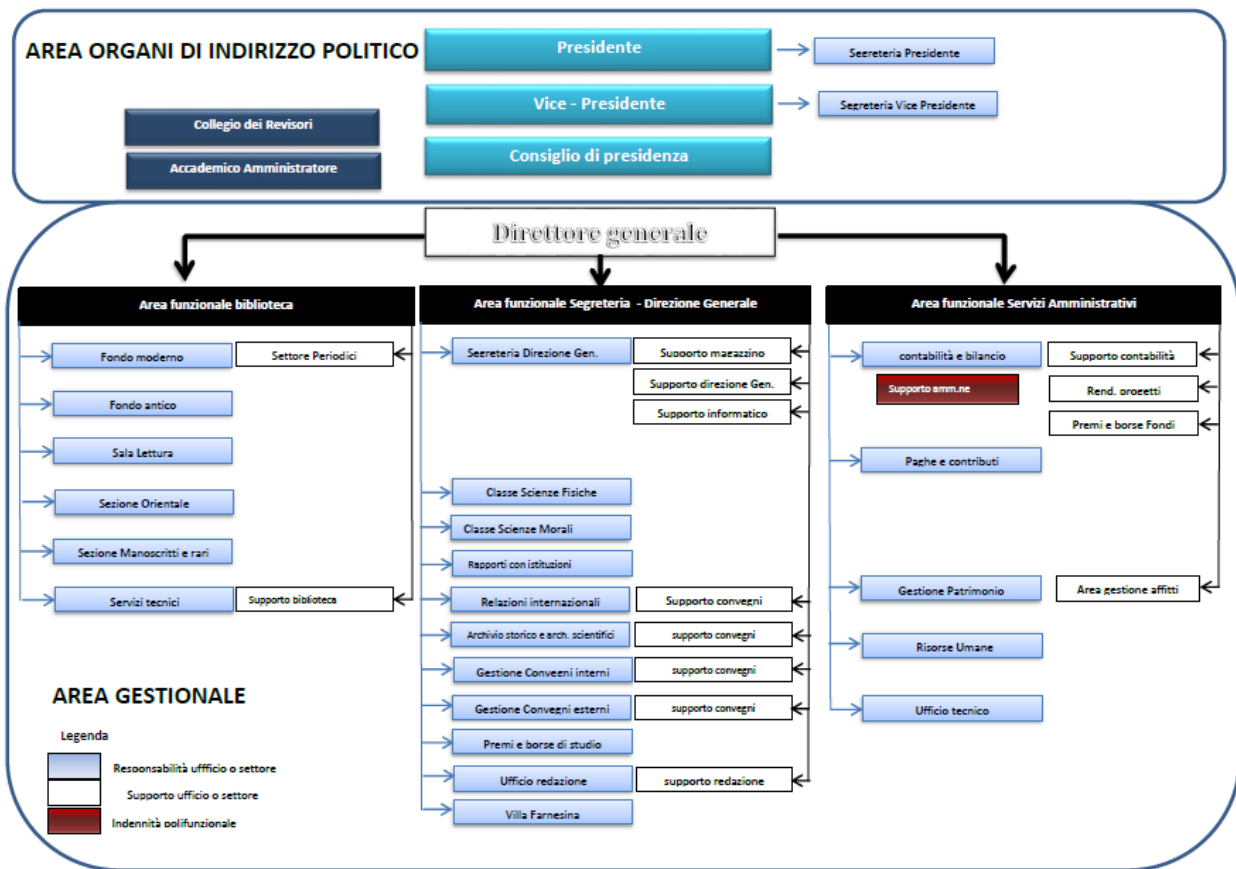 AREA ORGANI DI INDIRIZZO POLITICO
Presidente
Segreteria Presidente
Vice - Presidente
Segreteria Vice Presidente
Collegio dei Revisori
Accademico Amministratore
Consiglio di presidenza
Direttore generale
Area funzionale biblioteca
Fondo moderno
Settore Periodici
Fondo antico
Sala Lettura
Sezione Orientale
Sezione Manoscritti e rari
Servizi tecnici
Supporto biblioteca
Area funzionale Segreteria - Direzione Generale
Segreteria Direzione Gen.
Supporto magazzino
Supporto direzione Gen.
Supporto informatico
Classe Scienze Fisiche
Classe Scienze Morali
Rapporti con istituzioni
Relazioni internazionali
Supporto convegni
Archivio storico e arch. scientifici
supporto convegni
Gestione Convegni interni
supporto convegni
Gestione Convegni esterni
supporto convegni
Premi e borse di studio
Ufficio redazione
supporto redazione
Villa Farnesina
Area funzionale Servizi Amministrativi
contabilità e bilancio
Supporto contabilità
Supporto amm.ne
Rend. progetti
Premi e borse Fondi
Paghe e contributi
Gestione Patrimonio
Area gestione affitti
Risorse Umane
Ufficio tecnico
AREA GESTIONALE
Legenda
Responsabilità ufficio o settore
Supporto ufficio o settore
Indennità polifunzionale